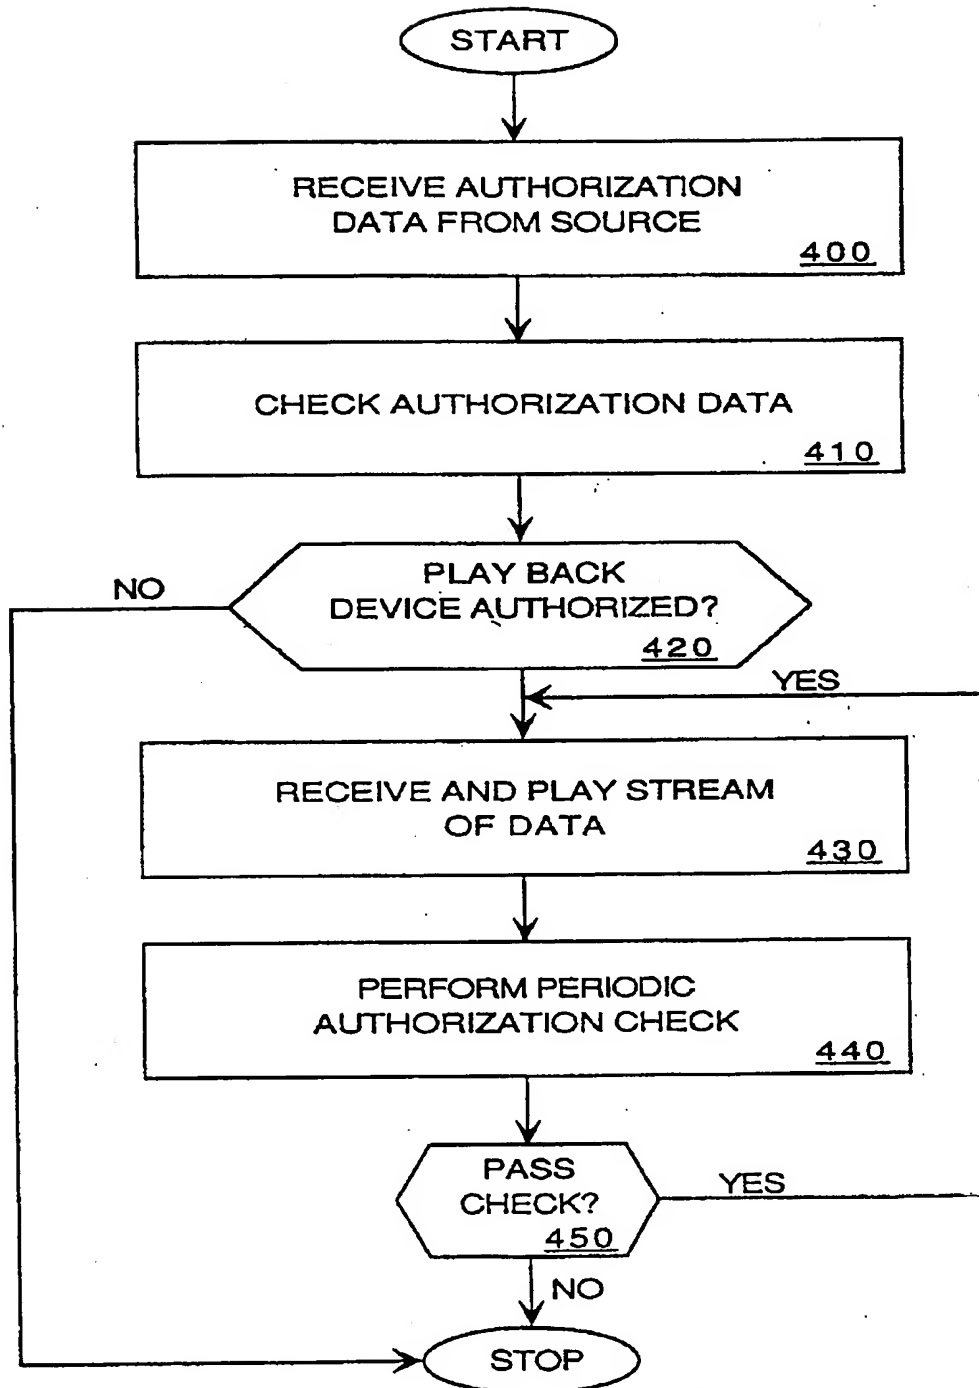 START
RECEIVE AUTHORIZATION
DATA FROM SOURCE
400
CHECK AUTHORIZATION DATA
410
NO
PLAY BACK
DEVICE AUTHORIZED?
420
YES
RECEIVE AND PLAY STREAM
OF DATA
430
PERFORM PERIODIC
AUTHORIZATION CHECK
440
PASS
CHECK?
450
YES
NO
STOP